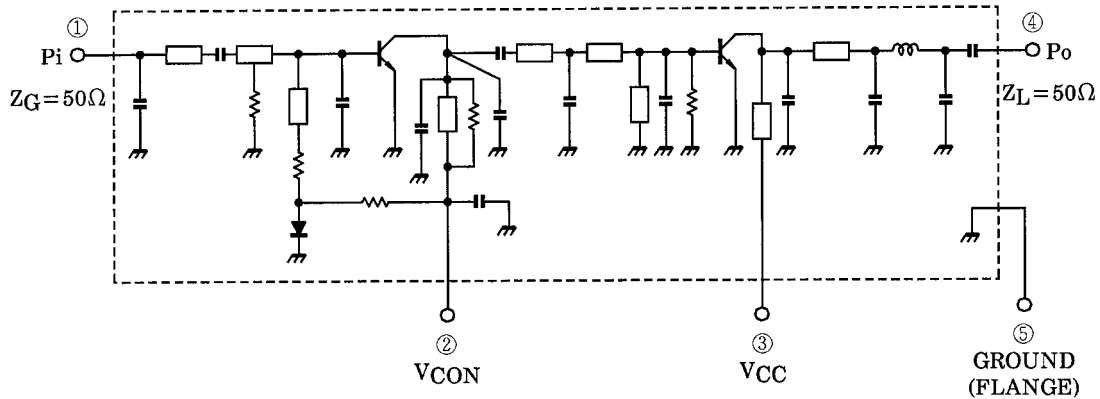 ①
Pi
ZG=50Ω
④
Po
ZL=50Ω
②
VCON
③
VCC
⑤
GROUND
(FLANGE)